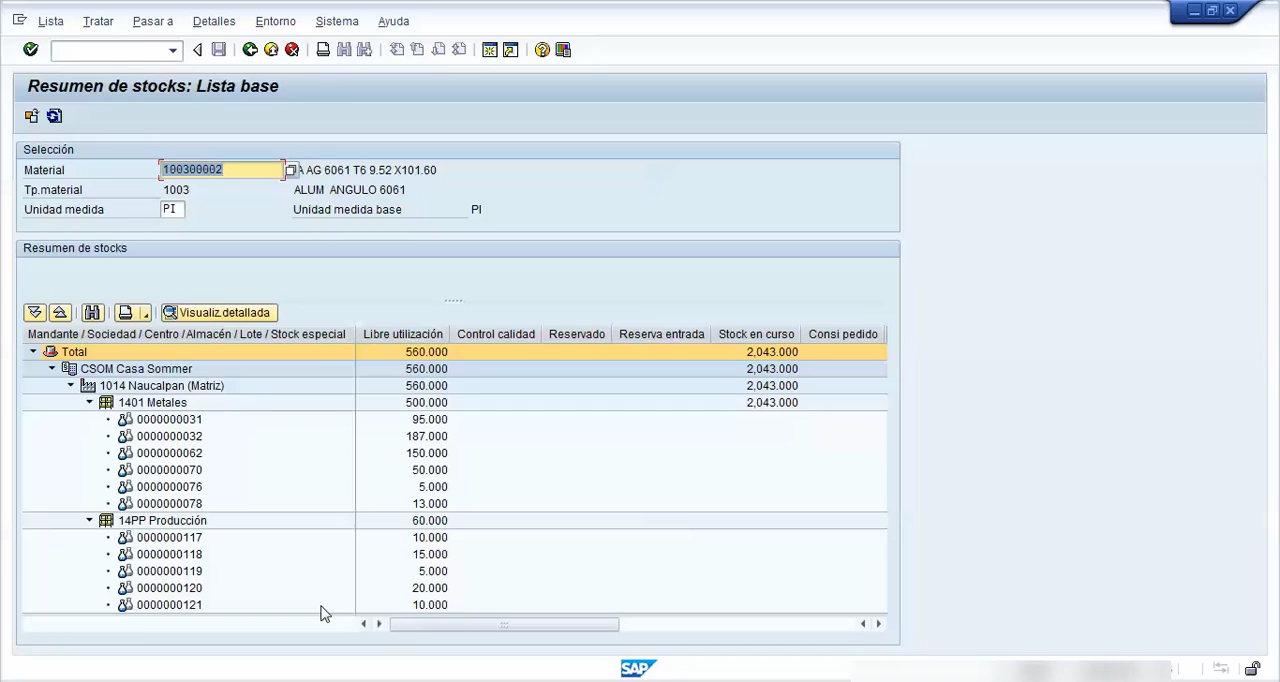 Lista Tratar Pasar a Detalles Entorno Sistema Ayuda
Resumen de stocks: Lista base
Selección
Material 100300002 A AG 6061 T6 9.52 X101.60
Tp.material 1003 ALUM ANGULO 6061
Unidad medida PI Unidad medida base PI
Resumen de stocks
Visualiz.detallada
Mandante / Sociedad / Centro / Almacén / Lote / Stock especial Libre utilización Control calidad Reservado Reserva entrada Stock en curso Consi pedido
Total 560.000 2,043.000
CSOM Casa Sommer 560.000 2,043.000
1014 Naucalpan (Matriz) 560.000 2,043.000
1401 Metales 500.000 2,043.000
0000000031 95.000
0000000032 187.000
0000000062 150.000
0000000070 50.000
0000000076 5.000
0000000078 13.000
14PP Producción 60.000
0000000117 10.000
0000000118 15.000
0000000119 5.000
0000000120 20.000
0000000121 10.000
SAP